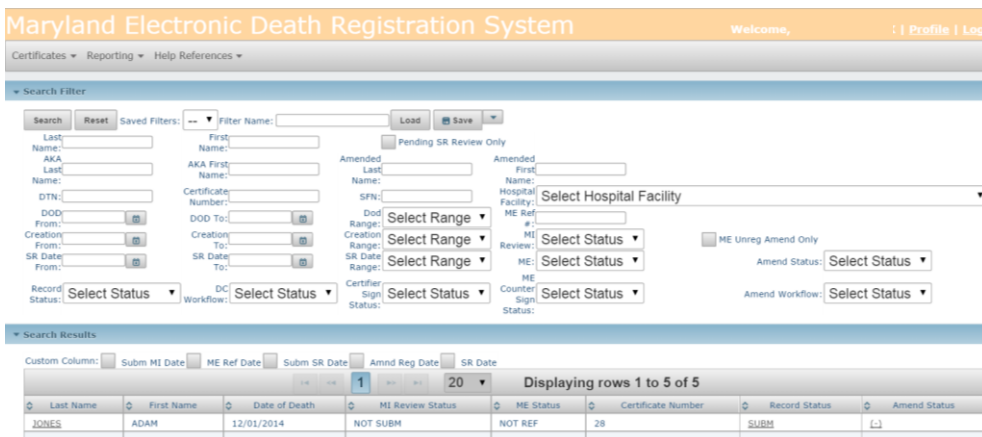 Maryland Electronic Death Registration System Welcome, : | Profile | Log
Certificates Reporting Help References
Search Filter
Search Reset Saved Filters: -- Filter Name: Load Save
Last Name: First Name: Pending SR Review Only
AKA Last Name: AKA First Name: Amended Last Name: Amended First Name:
DTN: Certificate Number: SFN: Hospital Facility: Select Hospital Facility
DOD From: DOD To: Dod Range: Select Range ME Ref #:
Creation From: Creation To: Creation Range: Select Range MI Review: Select Status ME Unreg Amend Only
SR Date From: SR Date To: SR Date Range: Select Range ME: Select Status Amend Status: Select Status
Record Status: Select Status DC Workflow: Select Status Certifier Sign Status: Select Status ME Counter Sign Status: Select Status Amend Workflow: Select Status
Search Results
Custom Column: Subm MI Date ME Ref Date Subm SR Date Amnd Reg Date SR Date
1 20 Displaying rows 1 to 5 of 5
Last Name First Name Date of Death MI Review Status ME Status Certificate Number Record Status Amend Status
JONES ADAM 12/01/2014 NOT SUBM NOT REF 28 SUBM [-]